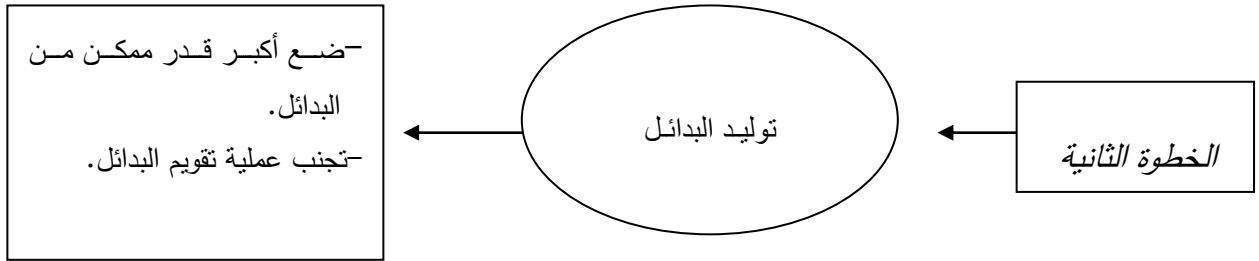 الخطوة الثانية
توليد البدائل
-ضع أكبر قدر ممكن من
البدائل.
-تجنب عملية تقويم البدائل.